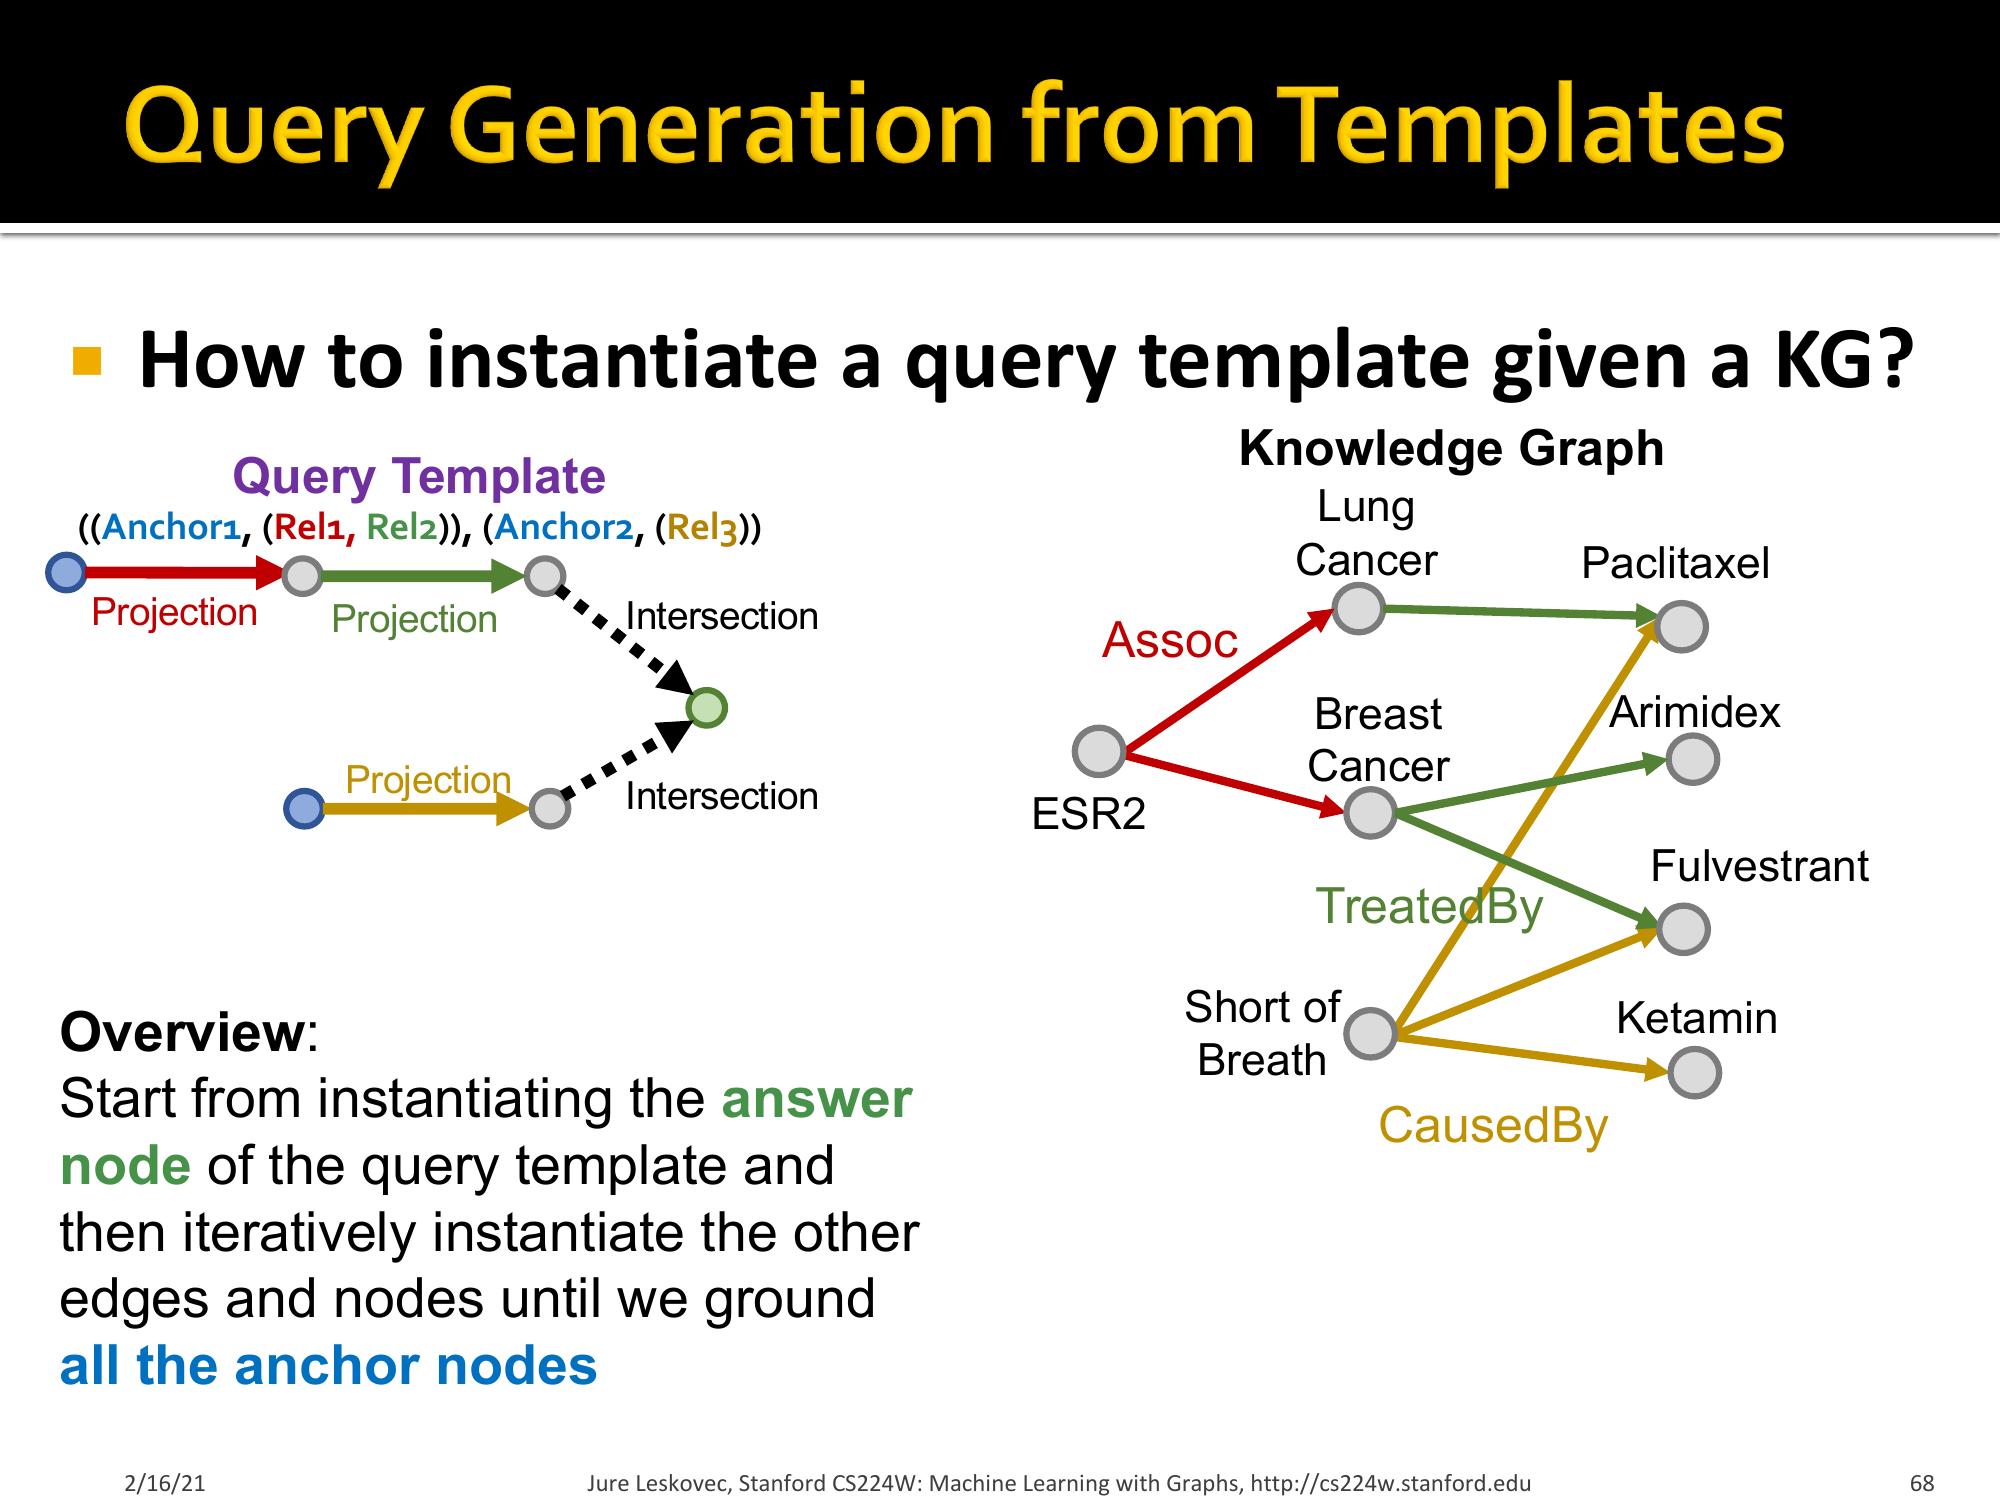 Query Generation from Templates
How to instantiate a query template given a KG?
Query Template
((Anchor1, (Rel1, Rel2)), (Anchor2, (Rel3))
Projection
Projection
Intersection
Projection
Intersection
Knowledge Graph
Lung
Cancer
Paclitaxel
Assoc
Breast
Cancer
Arimidex
ESR2
Fulvestrant
TreatedBy
Short of
Breath
Ketamin
CausedBy
Overview:
Start from instantiating the answer
node of the query template and
then iteratively instantiate the other
edges and nodes until we ground
all the anchor nodes
2/16/21
Jure Leskovec, Stanford CS224W: Machine Learning with Graphs, http://cs224w.stanford.edu
68